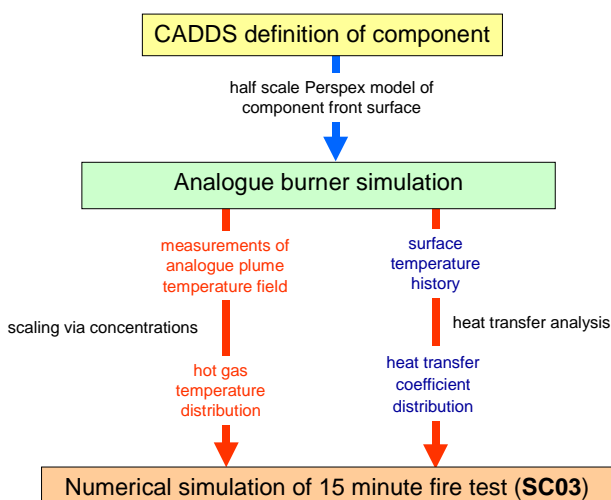 CADDS definition of component
half scale Perspex model of
component front surface
Analogue burner simulation
measurements of
analogue plume
temperature field
surface
temperature
history
scaling via concentrations
heat transfer analysis
hot gas
temperature
distribution
heat transfer
coefficient
distribution
Numerical simulation of 15 minute fire test (SC03)